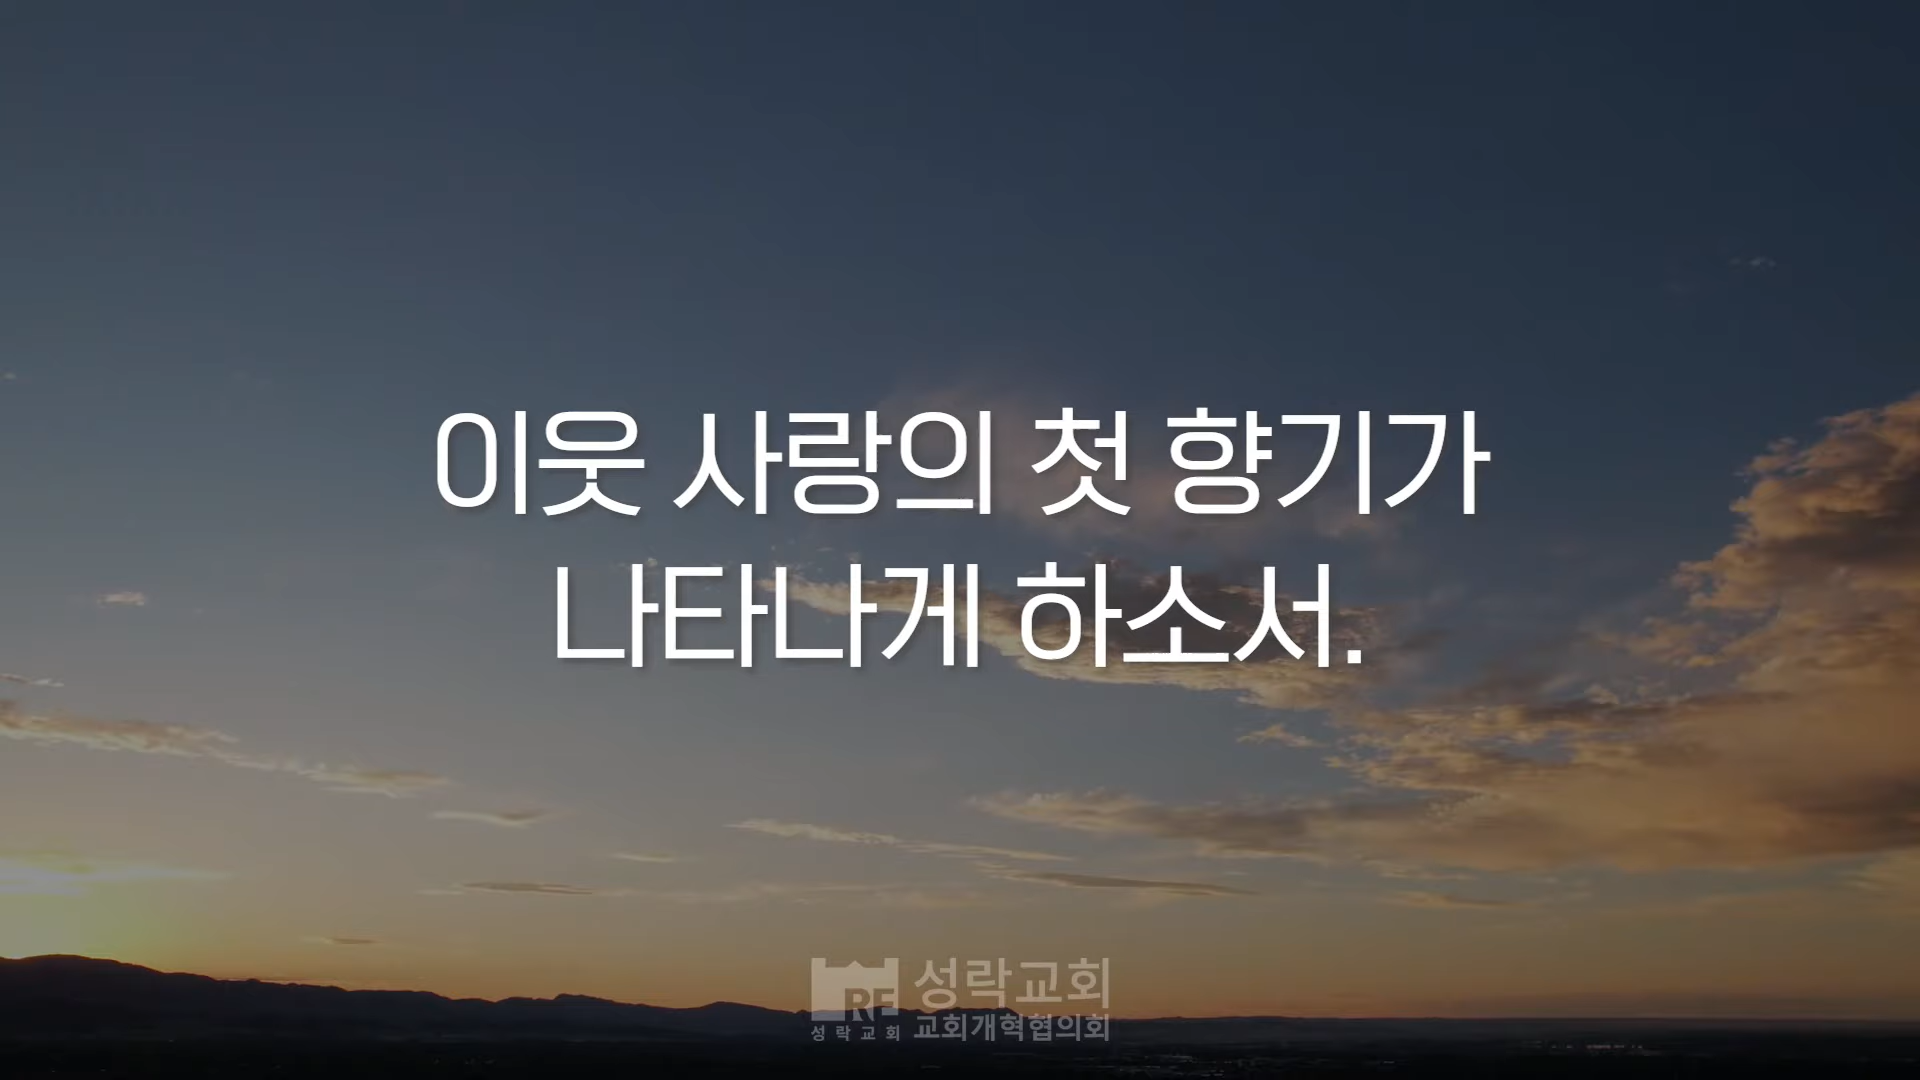 이웃 사랑의 첫 향기가
나타나게 하소서.
RE
성락교회
성락교회
교회개혁협의회